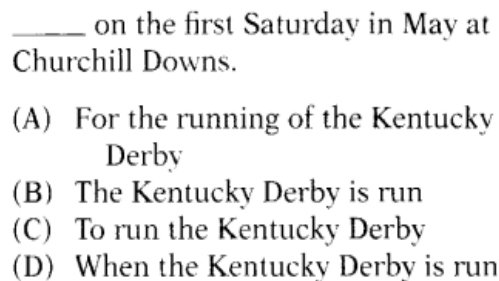 _____ on the first Saturday in May at
Churchill Downs.
(A) For the running of the Kentucky
Derby
(B) The Kentucky Derby is run
(C) To run the Kentucky Derby
(D) When the Kentucky Derby is run